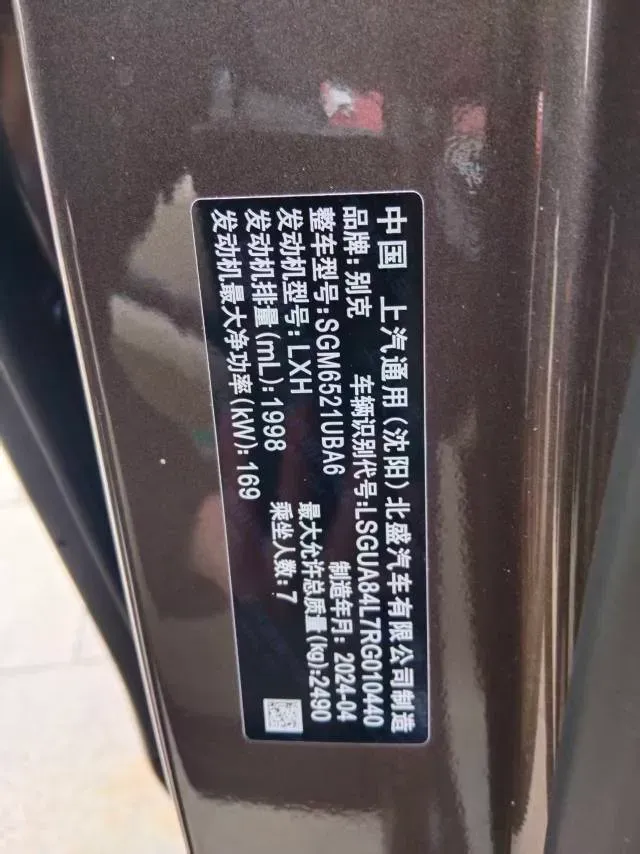 中国 上汽通用(沈阳)北盛汽车有限公司制造
品牌:别克 车辆识别代号:LSGUA84L7RG010440
整车型号:SGM6521UBA6 制造年月:2024-04
发动机型号:LXH 最大允许总质量(kg):2490
发动机排量(mL):1998 乘坐人数:7
发动机最大净功率(kW):169